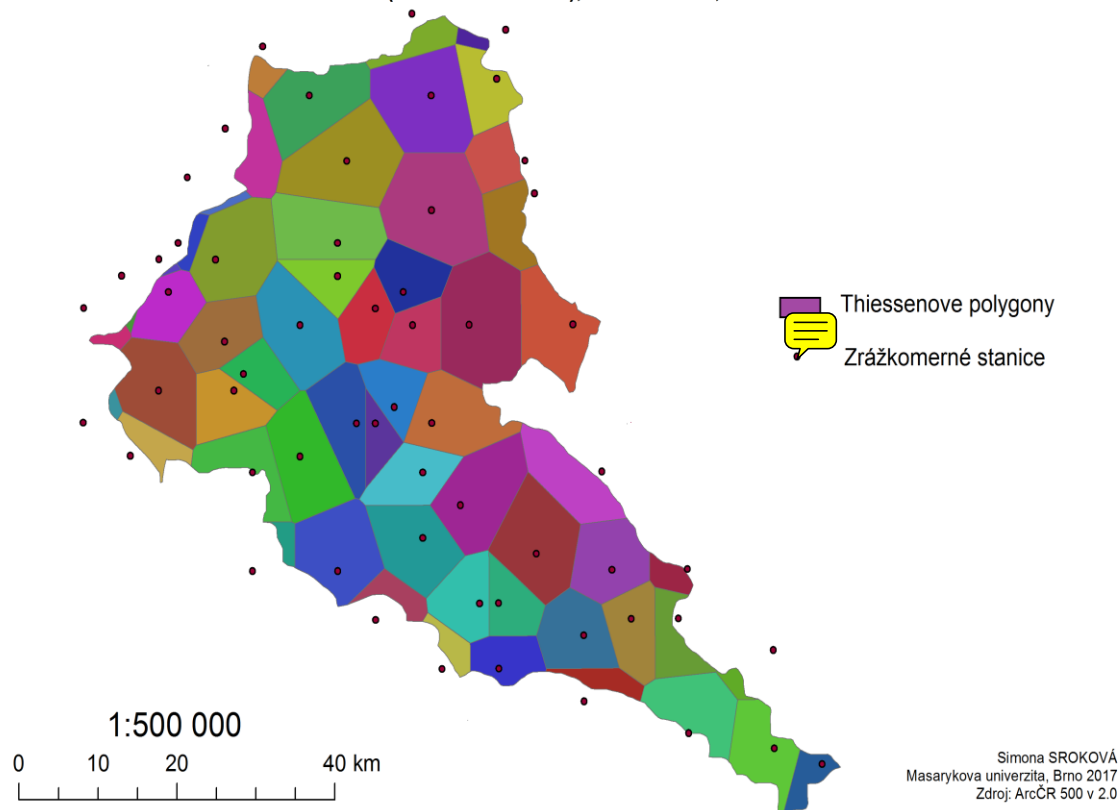 Thiessenove polygony
Zrážkomerné stanice
1:500 000
0 10 20 40 km
Simona SROKOVÁ
Masarykova univerzita, Brno 2017
Zdroj: ArcČR 500 v 2.0